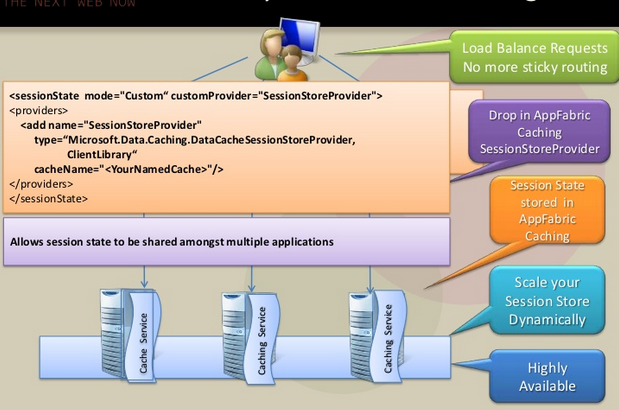 THE NEXT WEB NOW
Load Balance Requests
No more sticky routing
<sessionState mode="Custom“ customProvider="SessionStoreProvider">
<providers>
<add name="SessionStoreProvider"
type=“Microsoft.Data.Caching.DataCacheSessionStoreProvider,
ClientLibrary“
cacheName="<YourNamedCache>"/>
</providers>
</sessionState>
Drop in AppFabric
Caching
SessionStoreProvider
Session State
stored in
AppFabric
Caching
Allows session state to be shared amongst multiple applications
Scale your
Session Store
Dynamically
Cache Service
Caching Service
Caching Service
Highly
Available